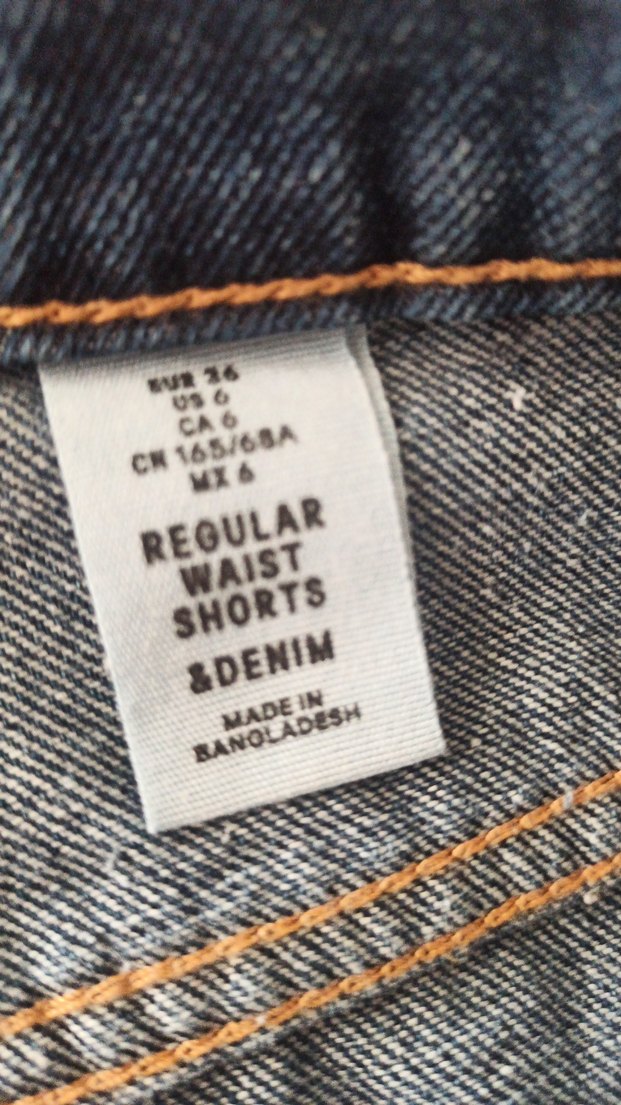 EUR 36
US 6
CA 6
CN 165/68A
MX 6
REGULAR
WAIST
SHORTS
&DENIM
MADE IN
BANGLADESH